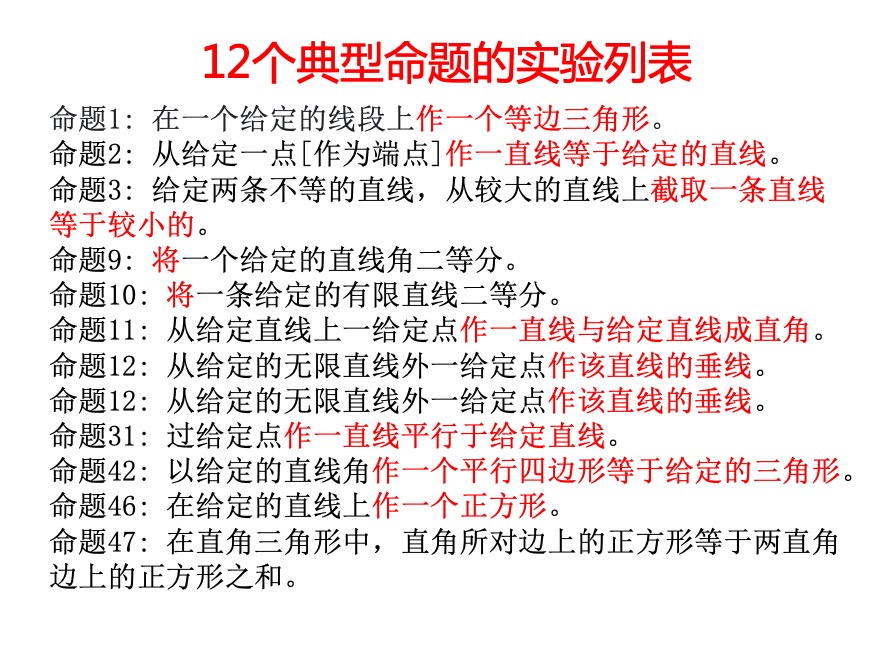 12个典型命题的实验列表
命题1: 在一个给定的线段上作一个等边三角形。
命题2: 从给定一点[作为端点]作一直线等于给定的直线。
命题3: 给定两条不等的直线，从较大的直线上截取一条直线
等于较小的。
命题9: 将一个给定的直线角二等分。
命题10: 将一条给定的有限直线二等分。
命题11: 从给定直线上一给定点作一直线与给定直线成直角。
命题12: 从给定的无限直线外一给定点作该直线的垂线。
命题12: 从给定的无限直线外一给定点作该直线的垂线。
命题31: 过给定点作一直线平行于给定直线。
命题42: 以给定的直线角作一个平行四边形等于给定的三角形。
命题46: 在给定的直线上作一个正方形。
命题47: 在直角三角形中，直角所对边上的正方形等于两直角
边上的正方形之和。